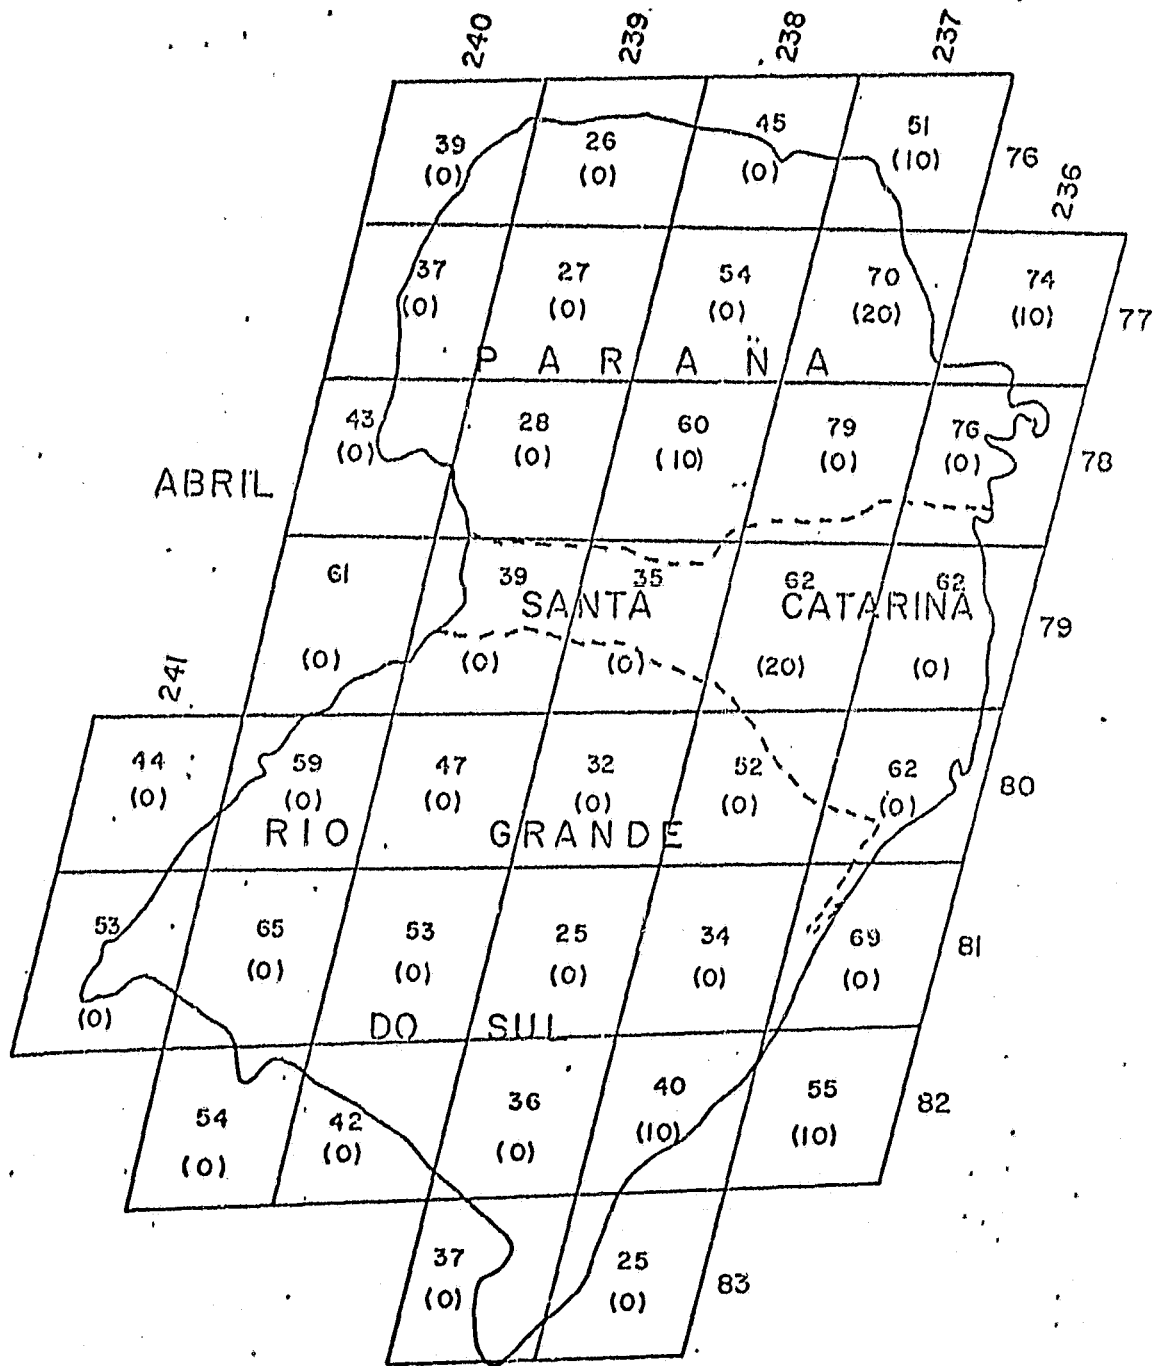 240 239 238 237
39 26 45 51
(0) (0) (0) (10) 76
236
37 27 54 70 74
(0) (0) (0) (20) (10) 77
PARANÁ
43 28 60 79 76
(0) (0) (10) (0) (0) 78
ABRIL
61 39 35 62 62
SANTA CATARINA 79
(0) (0) (0) (20) (0)
241
44 59 47 32 52 62
(0) (0) (0) (0) (0) (0) 80
RIO GRANDE
53 65 53 25 34 69 81
(0) (0) (0) (0) (0)
(0)
DO SUL
54 42 36 40 55 82
(0) (0) (0) (10) (10)
37 25 83
(0) (0)